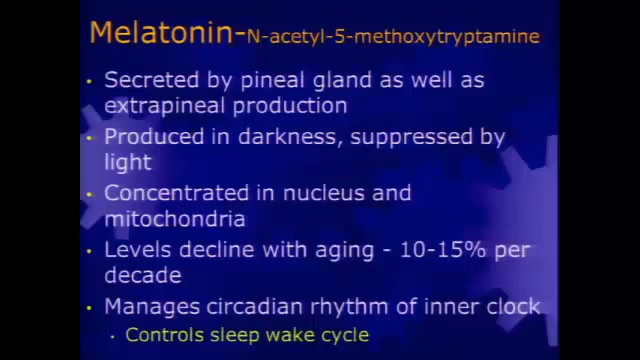 Melatonin-N-acetyl-5-methoxytryptamine
• Secreted by pineal gland as well as
extrapineal production
• Produced in darkness, suppressed by
light
• Concentrated in nucleus and
mitochondria
• Levels decline with aging - 10-15% per
decade
• Manages circadian rhythm of inner clock
• Controls sleep wake cycle